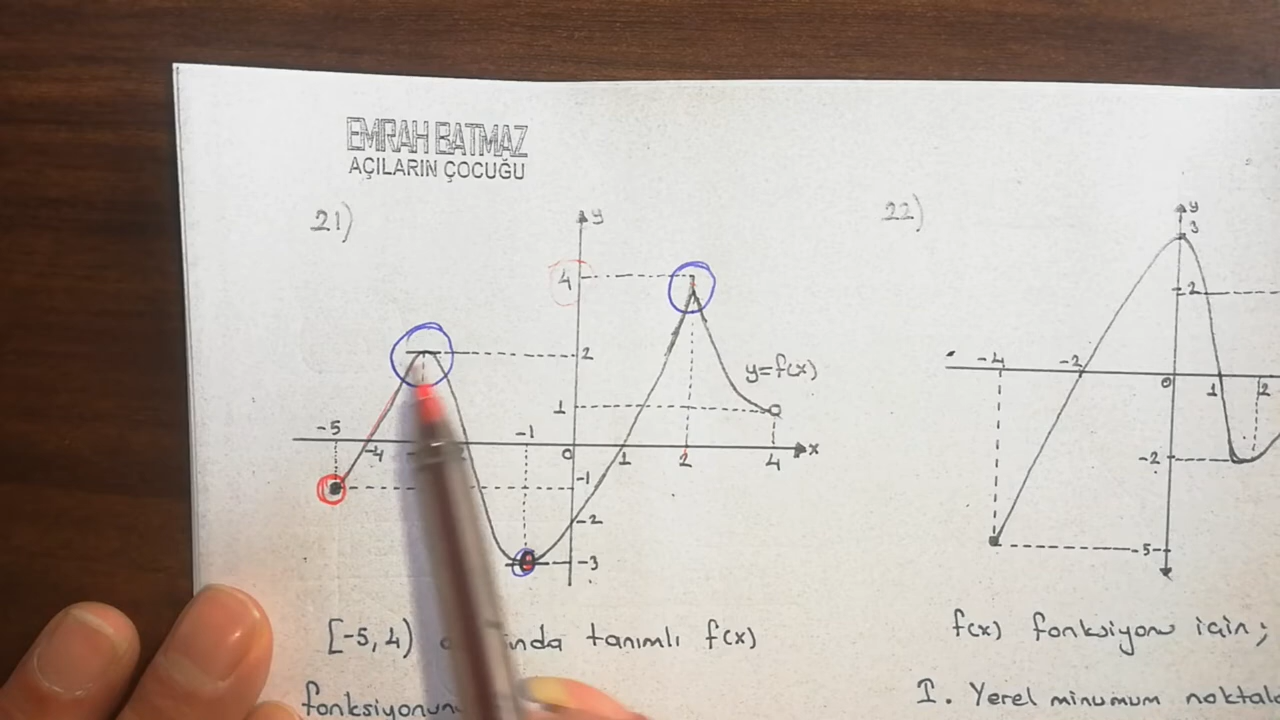 EMRAH BATMAZ
AÇILARIN ÇOCUĞU
21)
y
4
2
y=f(x)
1
-5
-4
-1
0
1
2
4
x
-1
-2
-3
[-5,4) tanımlı f(x)
22)
y
3
2
-4
-2
0
1
2
-2
-5
f(x) fonksiyonu için;
I. Yerel minumum